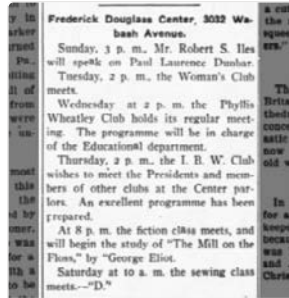 Frederick Douglass Center, 3032 Wa-
bash Avenue.
Sunday, 3 p. m., Mr. Robert S. Iles
will speak on Paul Laurence Dunbar.
Tuesday, 2 p. m., the Woman's Club
meets.
Wednesday at 2 p. m. the Phyllis
Wheatley Club holds its regular meet-
ing. The programme will be in charge
of the Educational department.
Thursday, 2 p. m., the I. B. W. Club
wishes to meet the Presidents and mem-
bers of other clubs at the Center par-
lors. An excellent programme has been
prepared.
At 8 p. m. the fiction class meets, and
will begin the study of "The Mill on the
Floss," by "George Eliot.
Saturday at 10 a. m. the sewing class
meets.—"D."